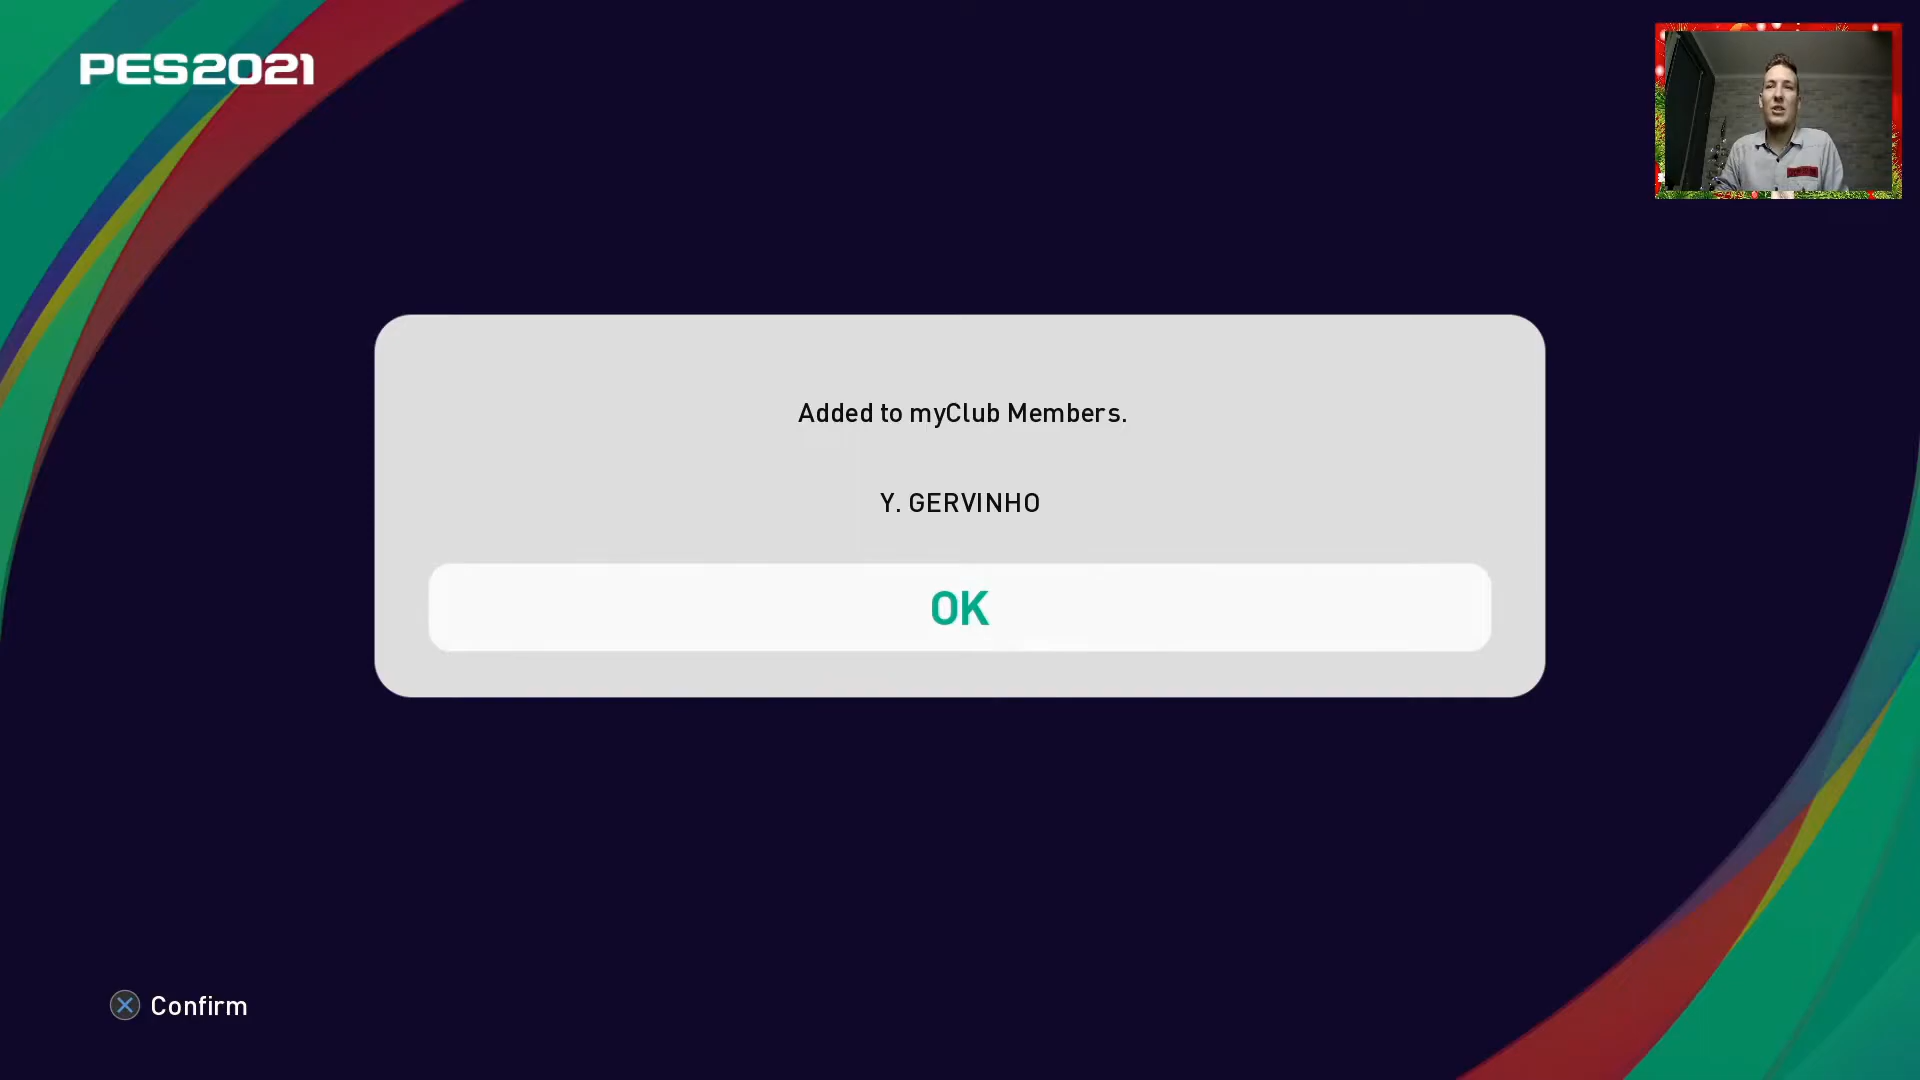 PES2021
Added to myClub Members.
Y. GERVINHO
OK
Confirm